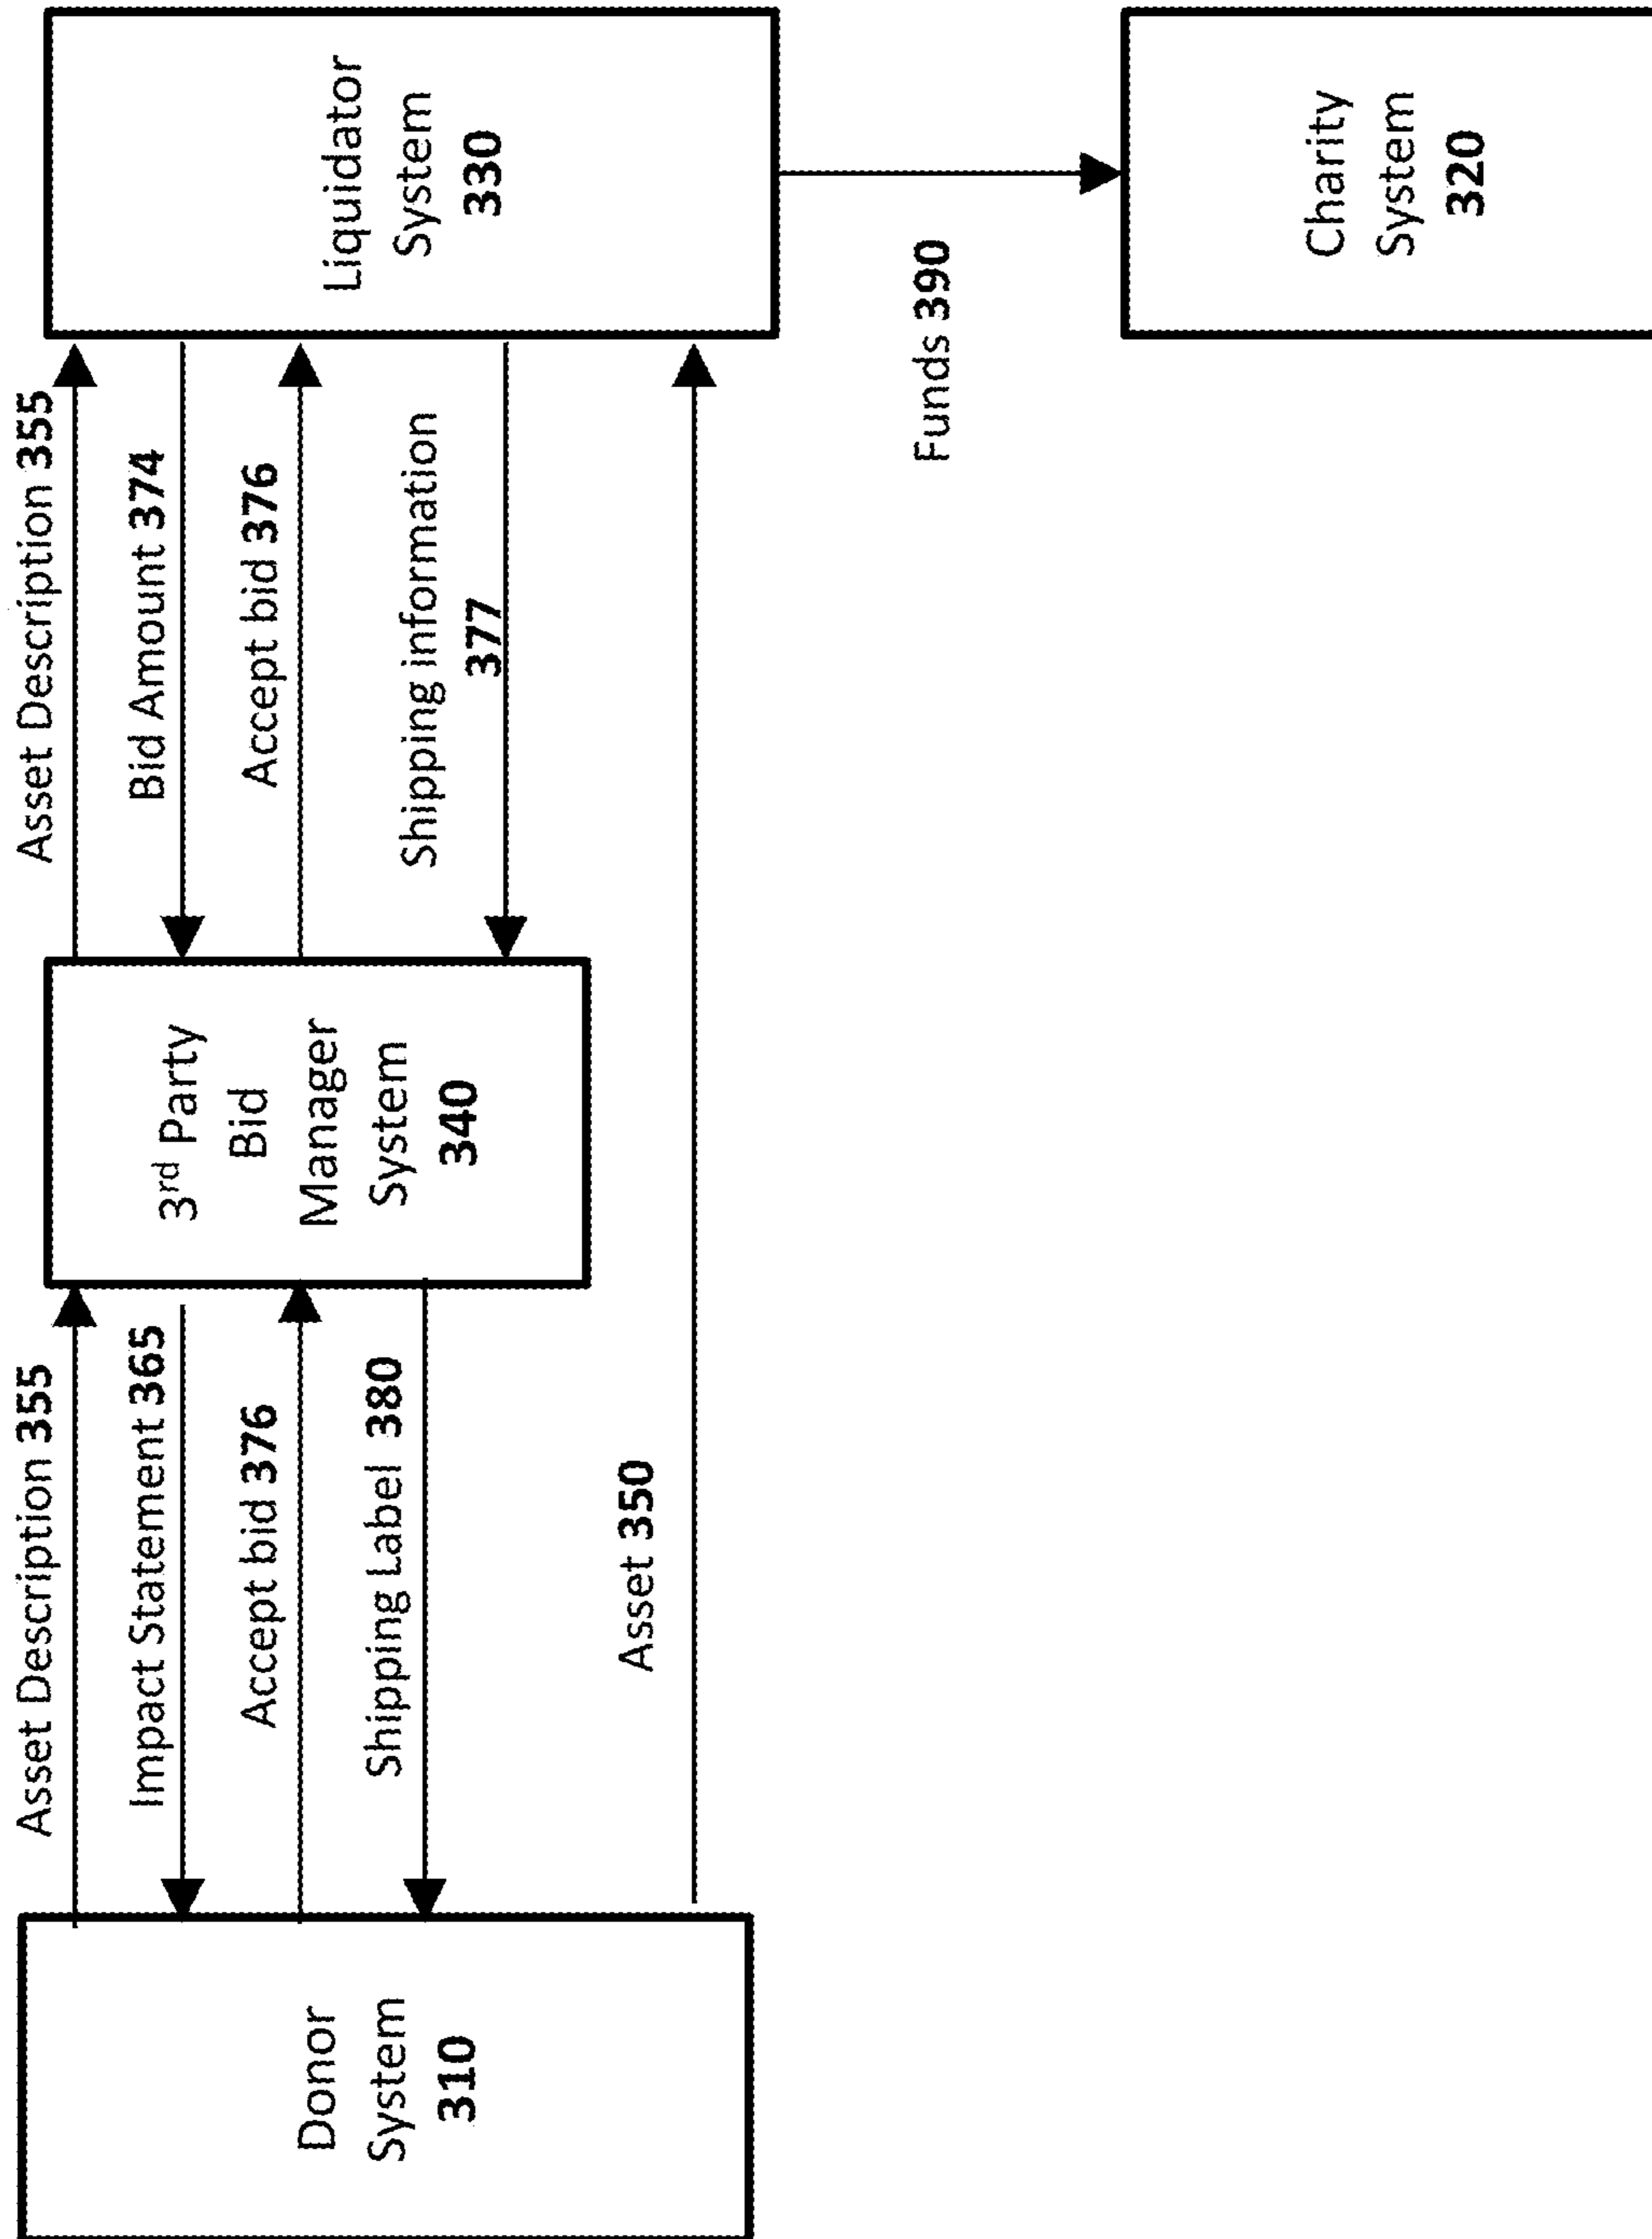 Donor
System
310
Asset Description 355
Impact Statement 365
Accept bid 376
Shipping Label 380
Asset 350
3rd Party
Bid
Manager
System
340
Asset Description 355
Bid Amount 374
Accept bid 376
Shipping information
377
Liquidator
System
330
Funds 390
Charity
System
320